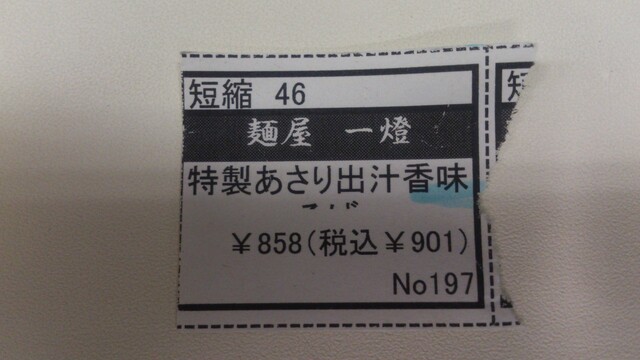 短縮 46
麺屋 一燈
特製あさり出汁香味
￥858(税込￥901)
No197